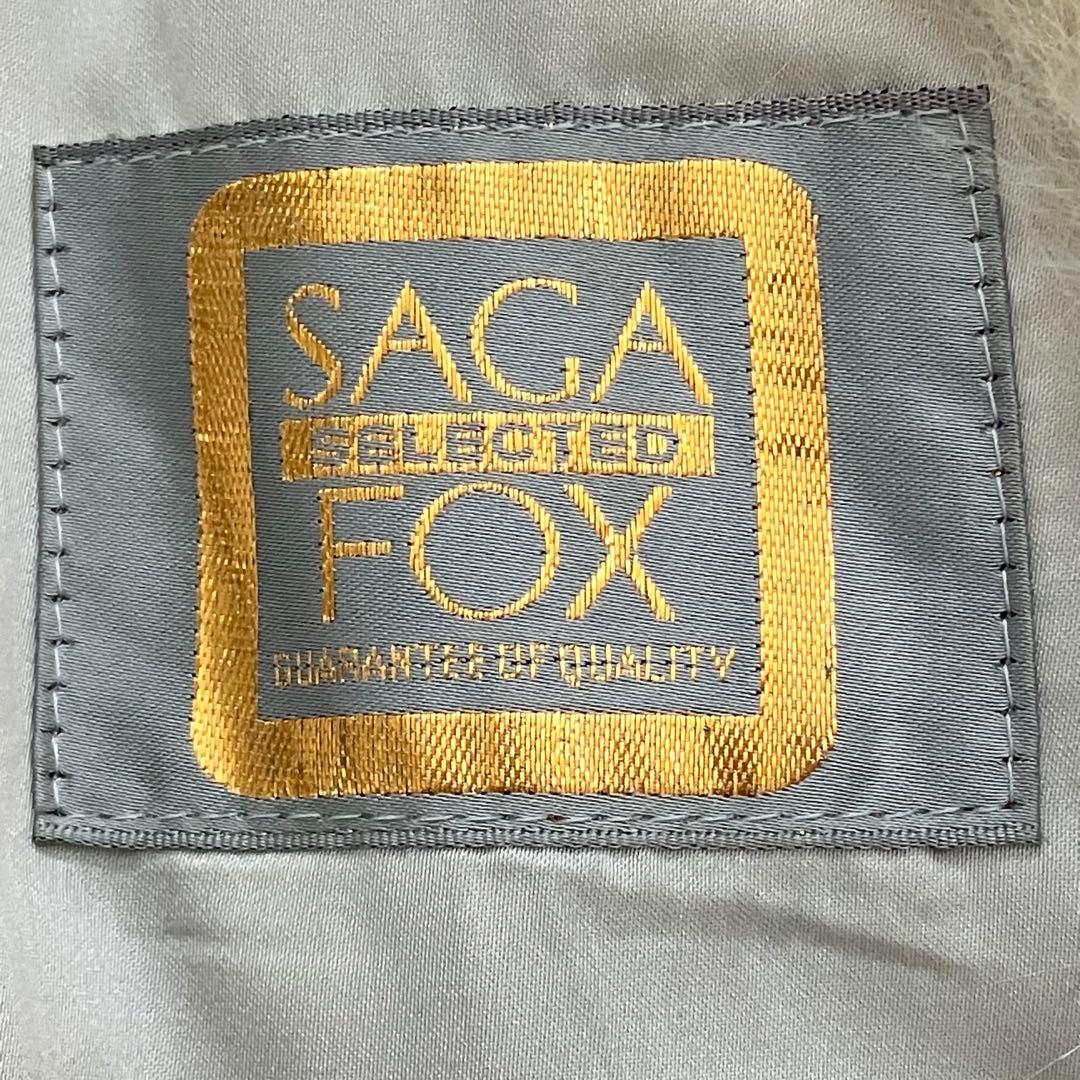 SAGA
SELECTED
FOX
GUARANTEE OF QUALITY